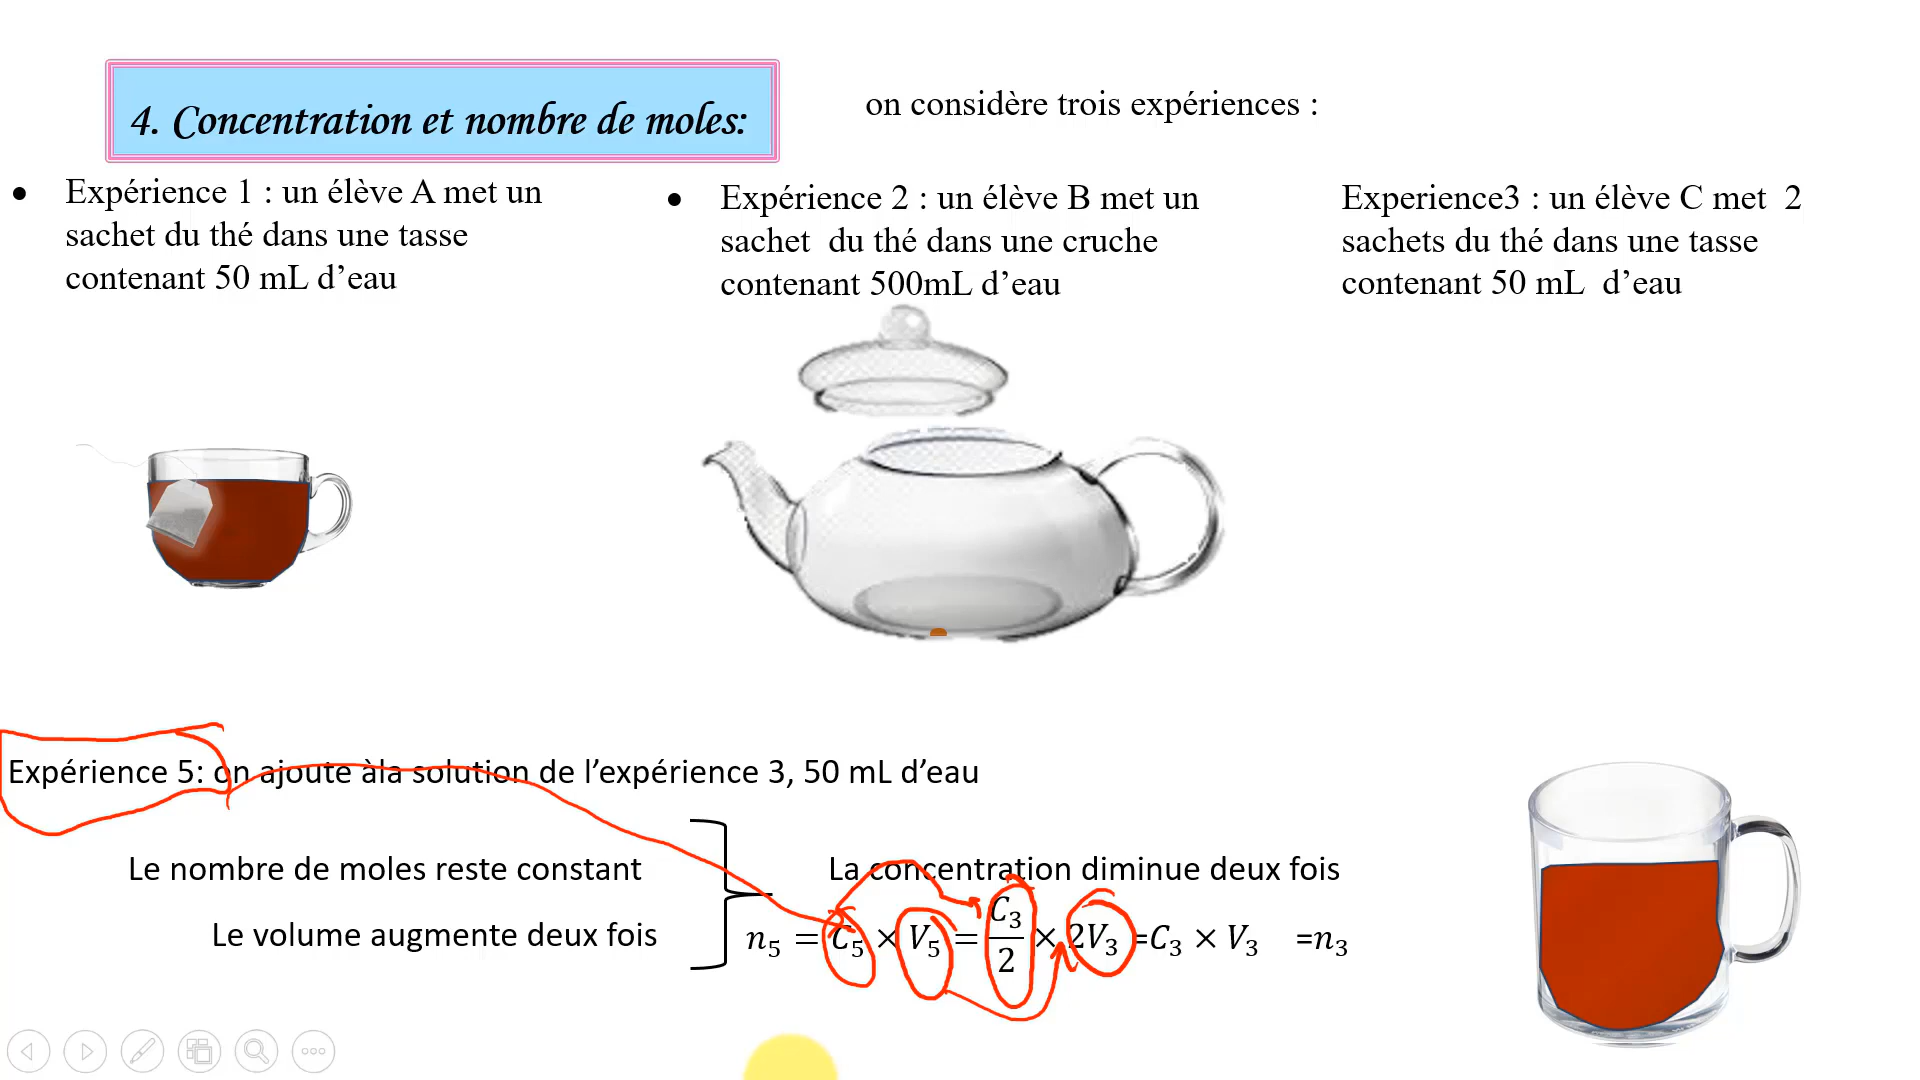 4. Concentration et nombre de moles:
on considère trois expériences :
• Expérience 1 : un élève A met un
sachet du thé dans une tasse
contenant 50 mL d’eau
• Expérience 2 : un élève B met un
sachet du thé dans une cruche
contenant 500mL d’eau
Experience3 : un élève C met 2
sachets du thé dans une tasse
contenant 50 mL d’eau
Expérience 5: on ajoute àla solution de l’expérience 3, 50 mL d’eau
Le nombre de moles reste constant
Le volume augmente deux fois
La concentration diminue deux fois
n₅ = C₅ × V₅ = C₃/2 × 2V₃ =C₃ × V₃ =n₃